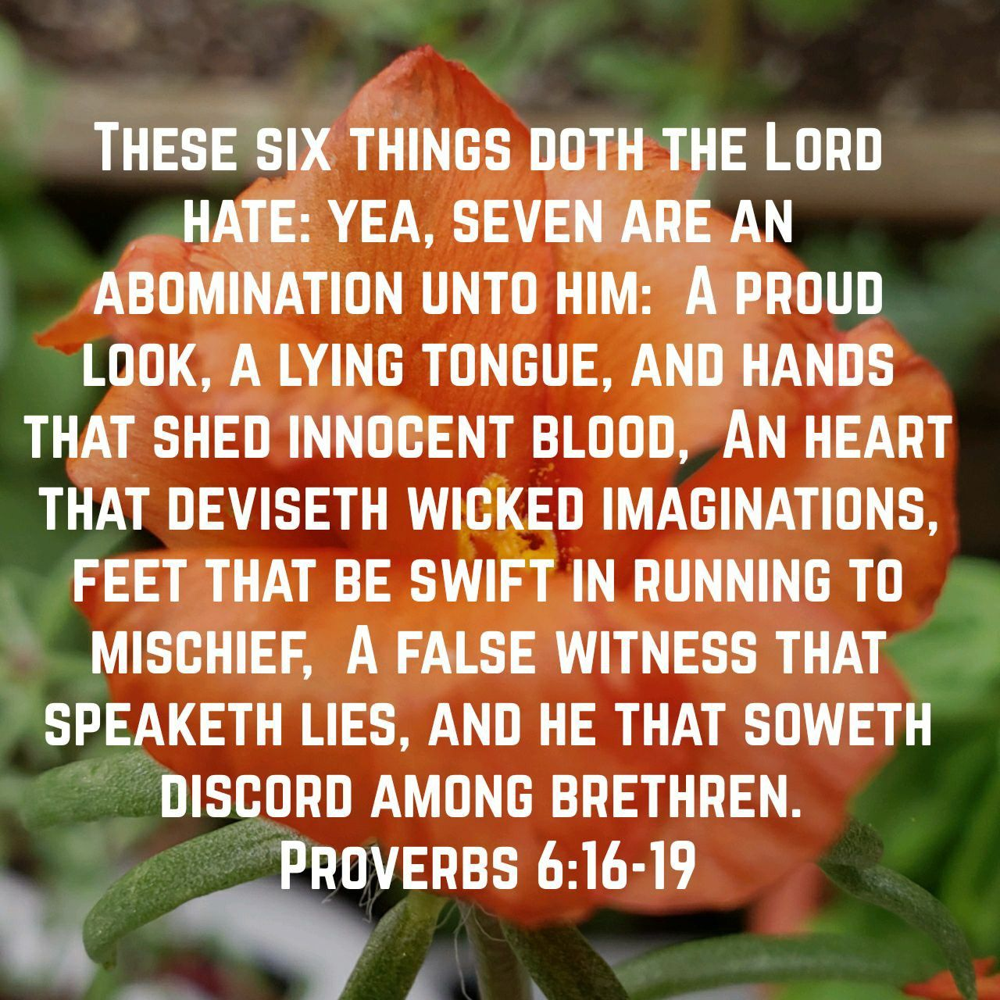 These six things doth the Lord
hate: yea, seven are an
abomination unto him: A proud
look, a lying tongue, and hands
that shed innocent blood, An heart
that deviseth wicked imaginations,
feet that be swift in running to
mischief, A false witness that
speaketh lies, and he that soweth
discord among brethren.
Proverbs 6:16-19